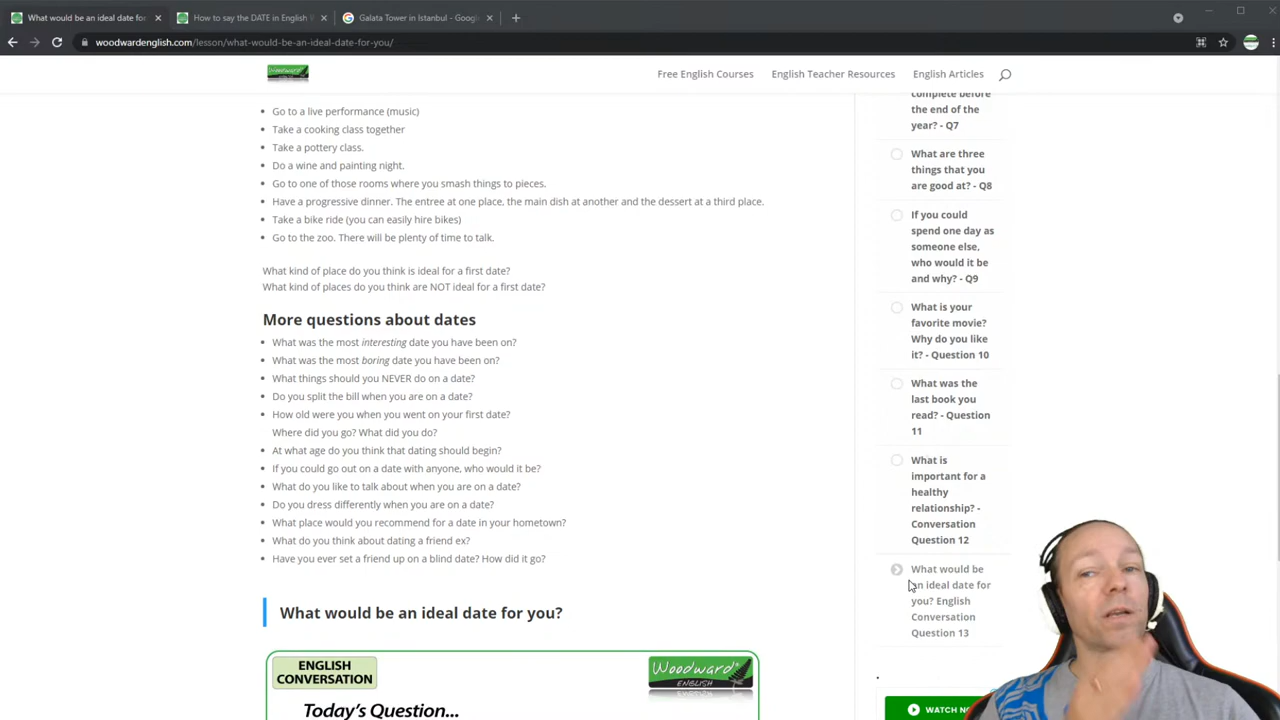 What would be an ideal date for
How to say the DATE in English
Galata Tower in Istanbul - Google
woodwardenglish.com/lesson/what-would-be-an-ideal-date-for-you/
Free English Courses
English Teacher Resources
English Articles
Go to a live performance (music)
Take a cooking class together
Take a pottery class.
Do a wine and painting night.
Go to one of those rooms where you smash things to pieces.
Have a progressive dinner. The entree at one place, the main dish at another and the dessert at a third place.
Take a bike ride (you can easily hire bikes)
Go to the zoo. There will be plenty of time to talk.
What kind of place do you think is ideal for a first date?
What kind of places do you think are NOT ideal for a first date?
More questions about dates
What was the most interesting date you have been on?
What was the most boring date you have been on?
What things should you NEVER do on a date?
Do you split the bill when you are on a date?
How old were you when you went on your first date?
Where did you go? What did you do?
At what age do you think that dating should begin?
If you could go out on a date with anyone, who would it be?
What do you like to talk about when you are on a date?
Do you dress differently when you are on a date?
What place would you recommend for a date in your hometown?
What do you think about dating a friend ex?
Have you ever set a friend up on a blind date? How did it go?
What would be an ideal date for you?
ENGLISH
CONVERSATION
Woodward®
ENGLISH
Today's Question...
complete before
the end of the
year? - Q7
What are three
things that you
are good at? - Q8
If you could
spend one day as
someone else,
who would it be
and why? - Q9
What is your
favorite movie?
Why do you like
it? - Question 10
What was the
last book you
read? - Question
11
What is
important for a
healthy
relationship? -
Conversation
Question 12
What would be
an ideal date for
you? English
Conversation
Question 13
WATCH NO